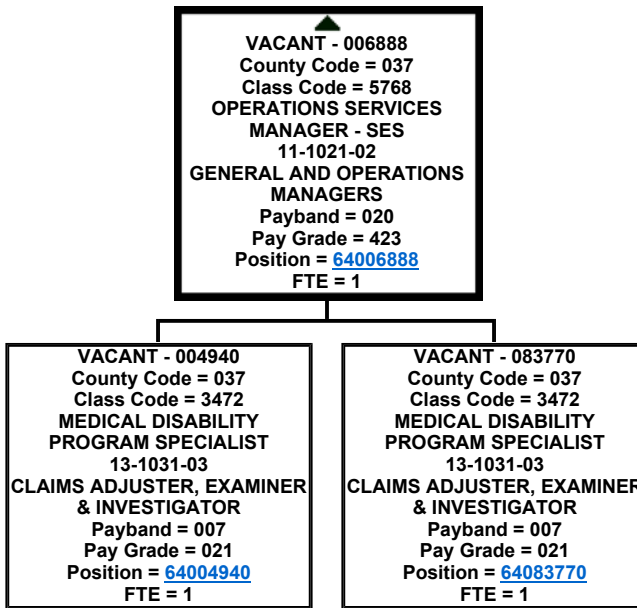 VACANT - 006888
County Code = 037
Class Code = 5768
OPERATIONS SERVICES
MANAGER - SES
11-1021-02
GENERAL AND OPERATIONS
MANAGERS
Payband = 020
Pay Grade = 423
Position = 64006888
FTE = 1
VACANT - 004940
County Code = 037
Class Code = 3472
MEDICAL DISABILITY
PROGRAM SPECIALIST
13-1031-03
CLAIMS ADJUSTER, EXAMINER
& INVESTIGATOR
Payband = 007
Pay Grade = 021
Position = 64004940
FTE = 1
VACANT - 083770
County Code = 037
Class Code = 3472
MEDICAL DISABILITY
PROGRAM SPECIALIST
13-1031-03
CLAIMS ADJUSTER, EXAMINER
& INVESTIGATOR
Payband = 007
Pay Grade = 021
Position = 64083770
FTE = 1